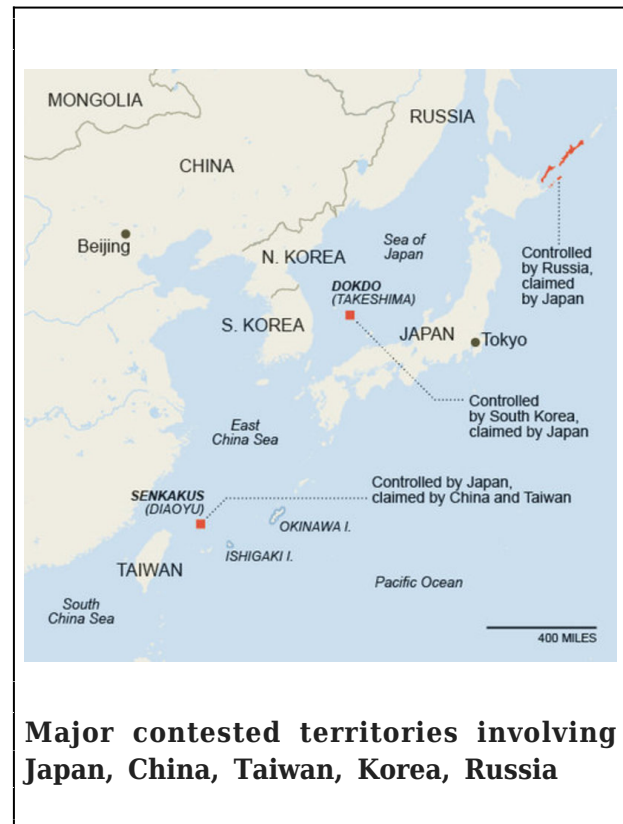 MONGOLIA
RUSSIA
CHINA
Beijing
Sea of
Japan
N. KOREA
DOKDO
(TAKESHIMA)
Controlled
by Russia,
claimed
by Japan
S. KOREA
JAPAN
Tokyo
Controlled
by South Korea,
claimed by Japan
East
China Sea
Controlled by Japan,
claimed by China and Taiwan
SENKAKUS
(DIAOYU)
OKINAWA I.
ISHIGAKI I.
TAIWAN
Pacific Ocean
South
China Sea
400 MILES
Major contested territories involving
Japan, China, Taiwan, Korea, Russia